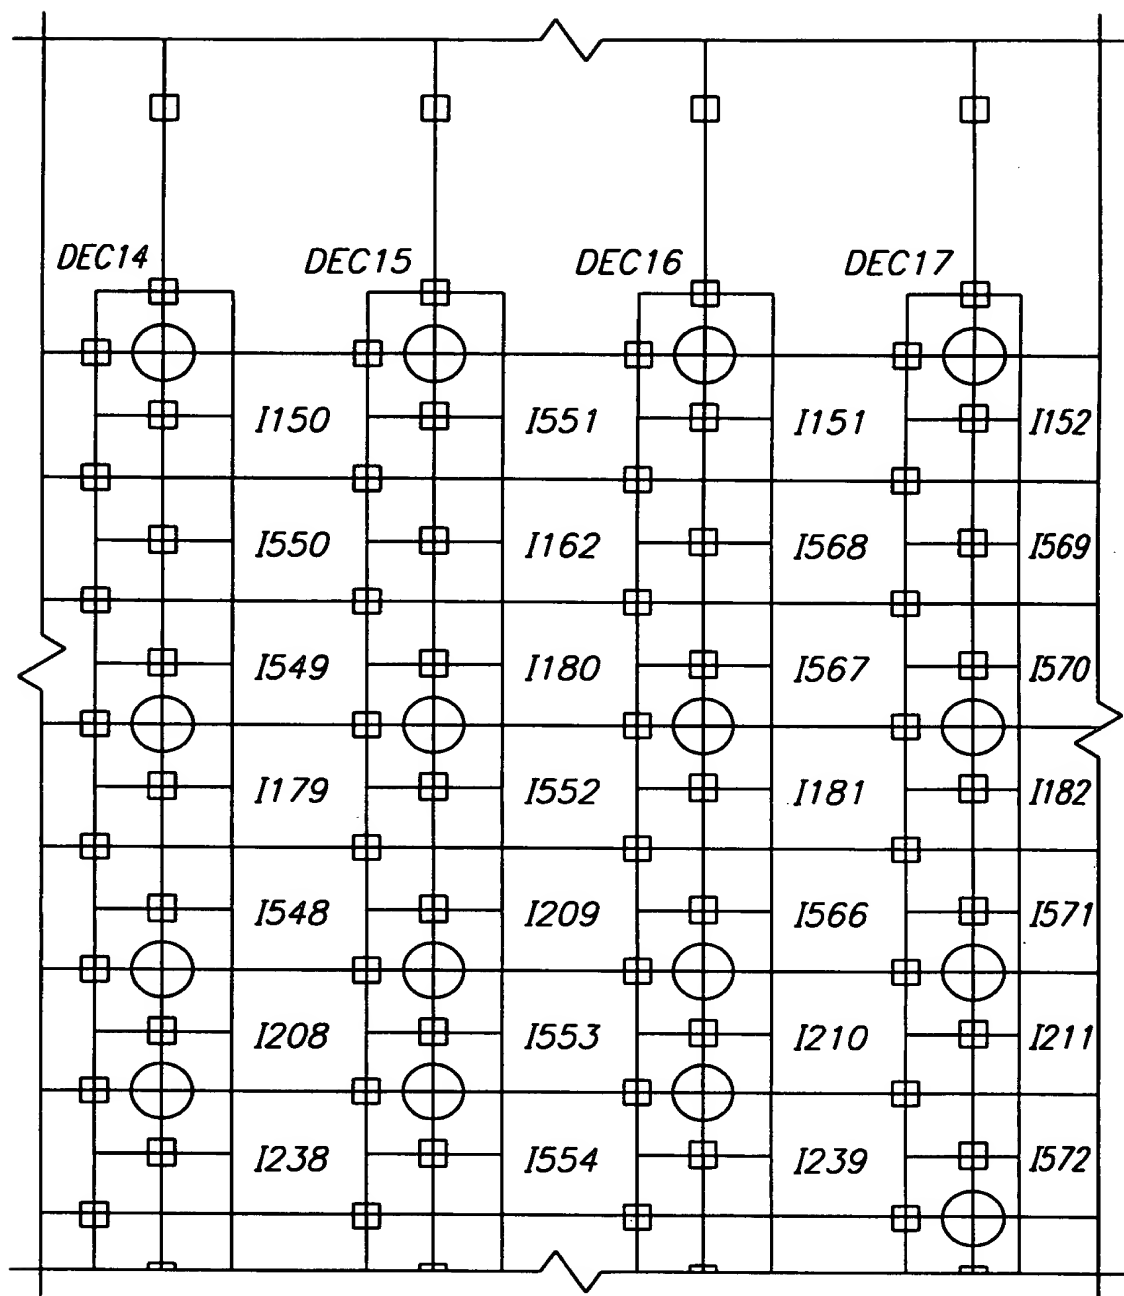 DEC14 DEC15 DEC16 DEC17
I150 I551 I151 I152
I550 I162 I568 I569
I549 I180 I567 I570
I179 I552 I181 I182
I548 I209 I566 I571
I208 I553 I210 I211
I238 I554 I239 I572